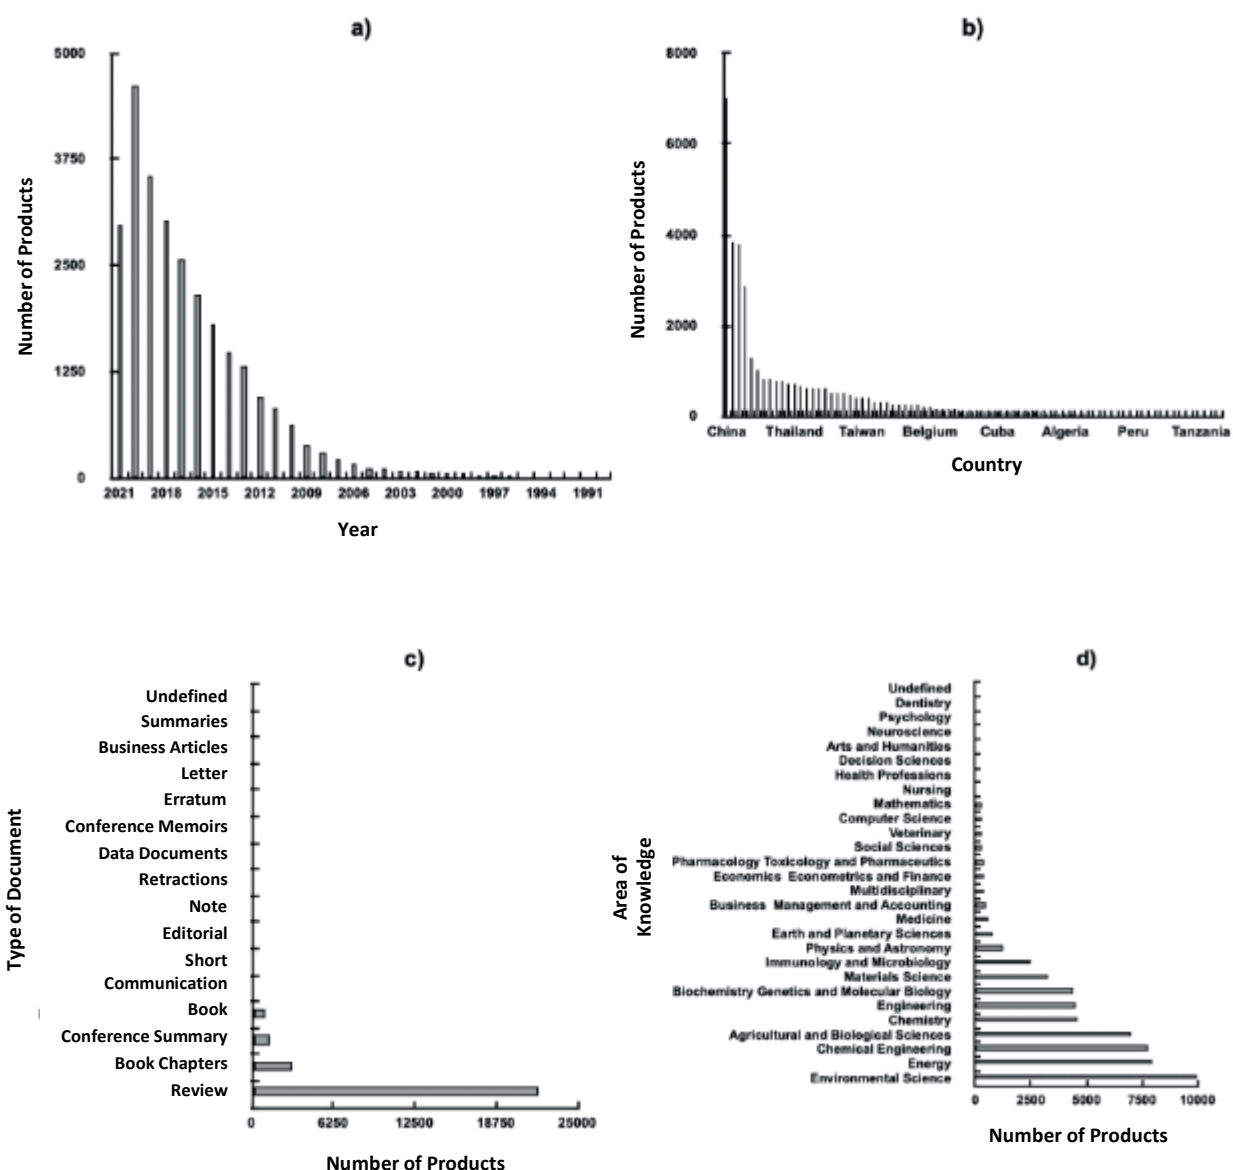 a)
5000
3750
2500
1250
0
Number of Products
2021 2018 2015 2012 2009 2006 2003 2000 1997 1994 1991
Year
b)
8000
6000
4000
2000
0
Number of Products
China Thailand Taiwan Belgium Cuba Algeria Peru Tanzania
Country
c)
Type of Document
Undefined
Summaries
Business Articles
Letter
Erratum
Conference Memoirs
Data Documents
Retractions
Note
Editorial
Short
Communication
Book
Conference Summary
Book Chapters
Review
0 6250 12500 18750 25000
Number of Products
d)
Area of
Knowledge
Undefined
Dentistry
Psychology
Neuroscience
Arts and Humanities
Decision Sciences
Health Professions
Nursing
Mathematics
Computer Science
Veterinary
Social Sciences
Pharmacology Toxicology and Pharmaceutics
Economics Econometrics and Finance
Multidisciplinary
Business Management and Accounting
Medicine
Earth and Planetary Sciences
Physics and Astronomy
Immunology and Microbiology
Materials Science
Biochemistry Genetics and Molecular Biology
Engineering
Chemistry
Agricultural and Biological Sciences
Chemical Engineering
Energy
Environmental Science
0 2500 5000 7500 10000
Number of Products